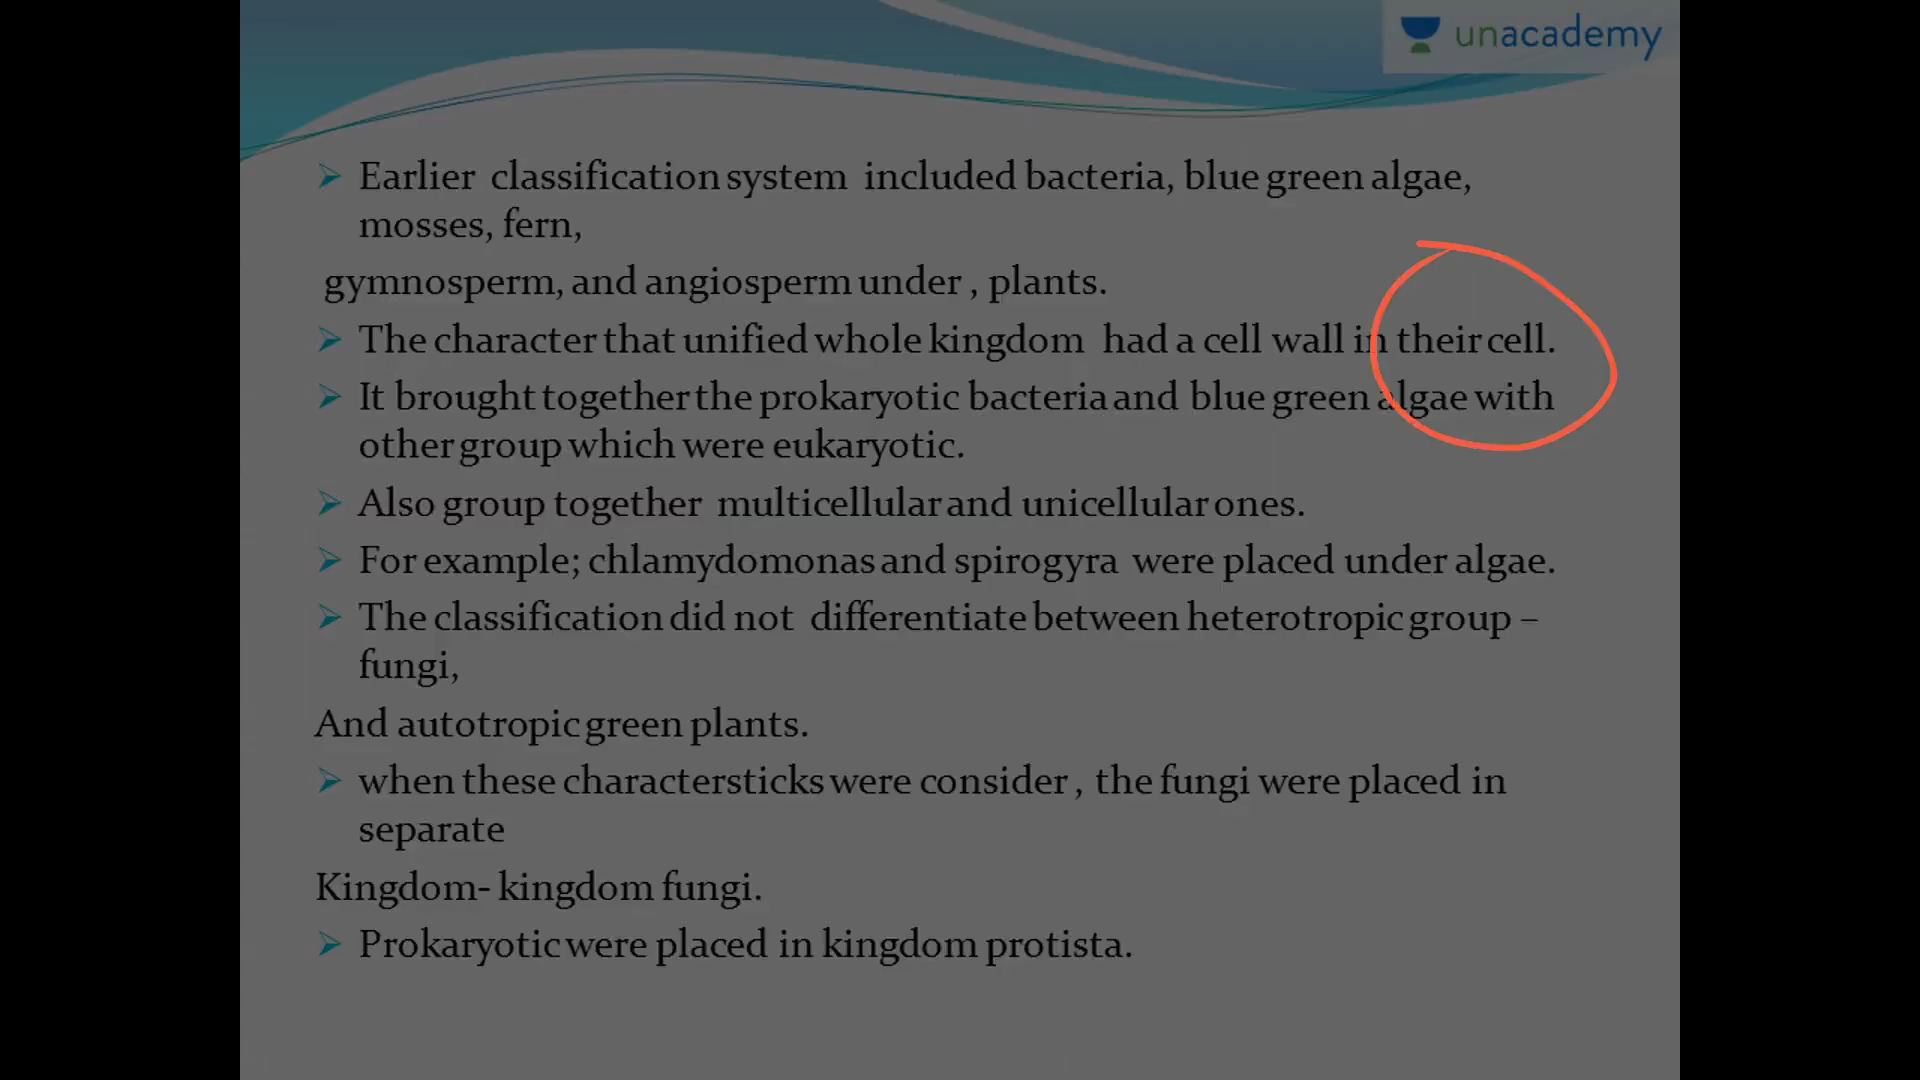 unacademy
Earlier classification system included bacteria, blue green algae,
mosses, fern,
gymnosperm, and angiosperm under , plants.
The character that unified whole kingdom had a cell wall in their cell.
It brought together the prokaryotic bacteria and blue green algae with
other group which were eukaryotic.
Also group together multicellular and unicellular ones.
For example; chlamydomonas and spirogyra were placed under algae.
The classification did not differentiate between heterotropic group –
fungi,
And autotropic green plants.
when these charactersticks were consider , the fungi were placed in
separate
Kingdom- kingdom fungi.
Prokaryotic were placed in kingdom protista.